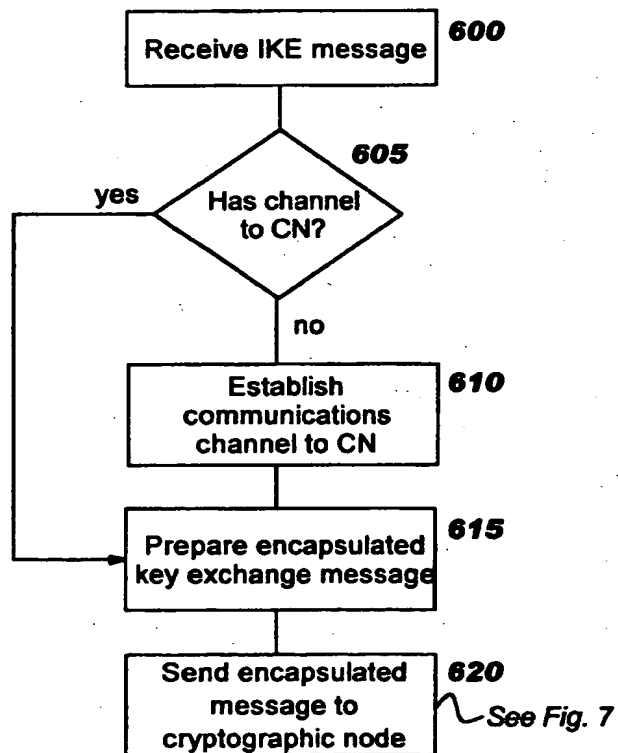 Receive IKE message
600
605
yes
Has channel
to CN?
no
Establish
communications
channel to CN
610
Prepare encapsulated
key exchange message
615
Send encapsulated
message to
cryptographic node
620
See Fig. 7